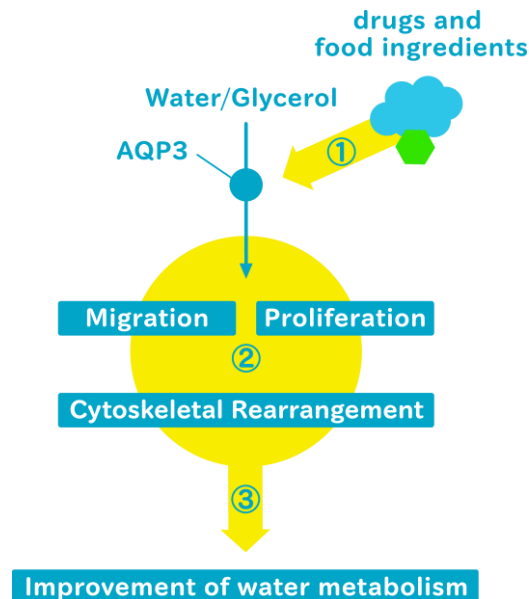 drugs and
food ingredients
Water/Glycerol
AQP3
①
Migration
Proliferation
②
Cytoskeletal Rearrangement
③
Improvement of water metabolism